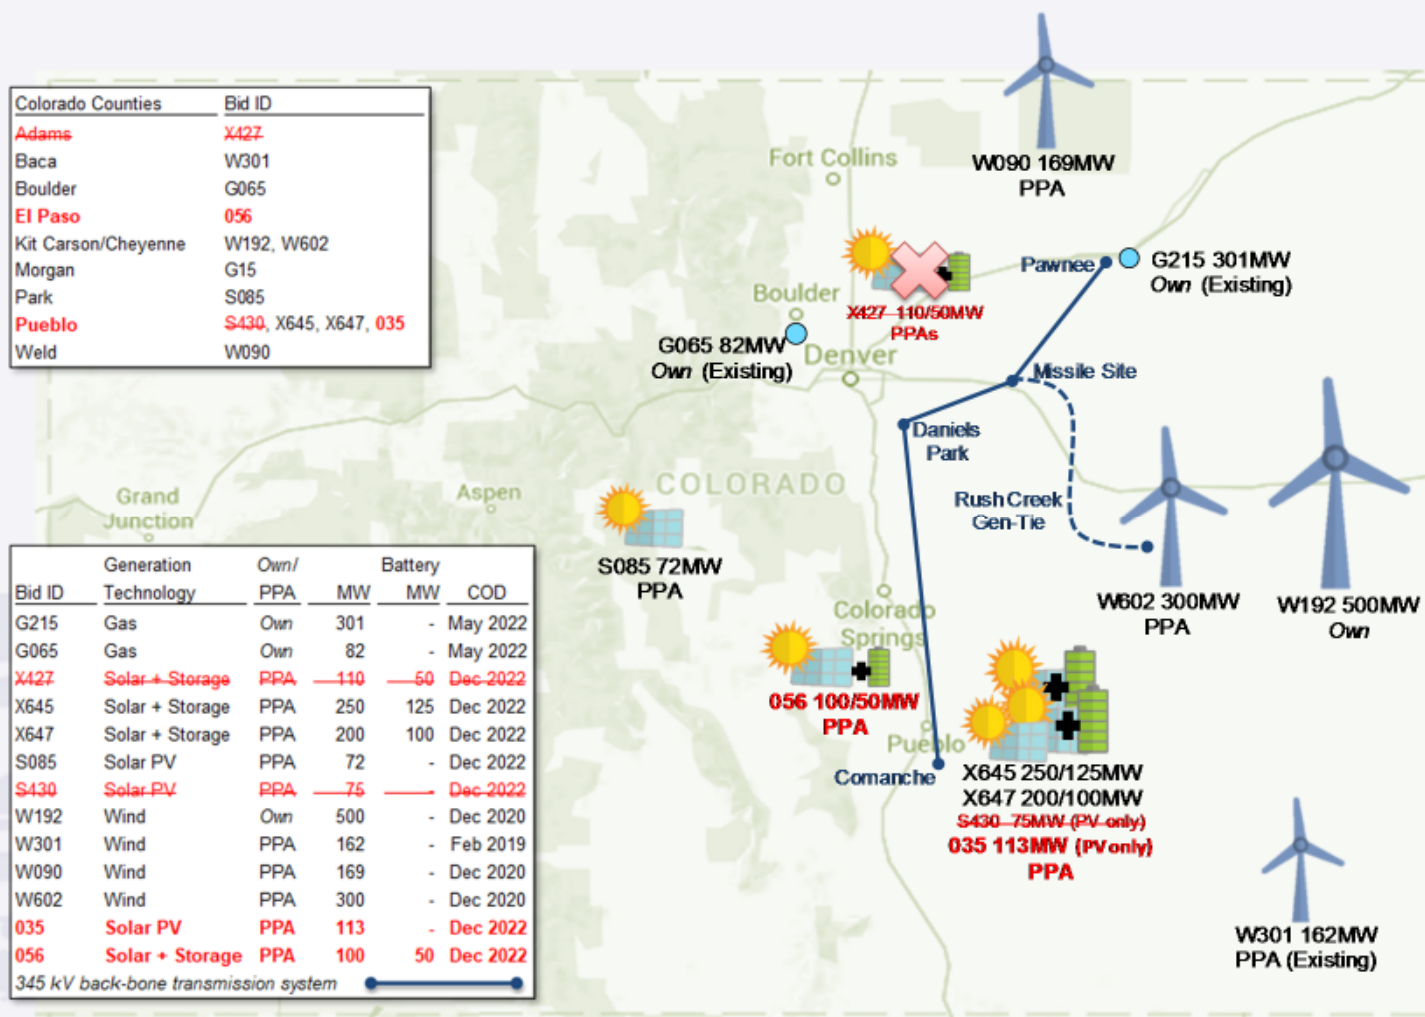 Colorado Counties Bid ID
Adams X427
Baca W301
Boulder G065
El Paso 056
Kit Carson/Cheyenne W192, W602
Morgan G15
Park S085
Pueblo S430, X645, X647, 035
Weld W090
W090 169MW
PPA
Fort Collins
Pawnee
G215 301MW
Own (Existing)
Boulder
X427 110/50MW
PPAs
G065 82MW
Own (Existing)
Denver
Missile Site
Daniels
Park
COLORADO
Grand
Junction
Aspen
Rush Creek
Gen-Tie
S085 72MW
PPA
W602 300MW
PPA
W192 500MW
Own
Colorado
Springs
056 100/50MW
PPA
Pueblo
Comanche
X645 250/125MW
X647 200/100MW
S430 75MW (PV only)
035 113MW (PV only)
PPA
W301 162MW
PPA (Existing)
Generation Own/ Battery
Bid ID Technology PPA MW MW COD
G215 Gas Own 301 - May 2022
G065 Gas Own 82 - May 2022
X427 Solar + Storage PPA 110 50 Dec 2022
X645 Solar + Storage PPA 250 125 Dec 2022
X647 Solar + Storage PPA 200 100 Dec 2022
S085 Solar PV PPA 72 - Dec 2022
S430 Solar PV PPA 75 - Dec 2022
W192 Wind Own 500 - Dec 2020
W301 Wind PPA 162 - Feb 2019
W090 Wind PPA 169 - Dec 2020
W602 Wind PPA 300 - Dec 2020
035 Solar PV PPA 113 - Dec 2022
056 Solar + Storage PPA 100 50 Dec 2022
345 kV back-bone transmission system